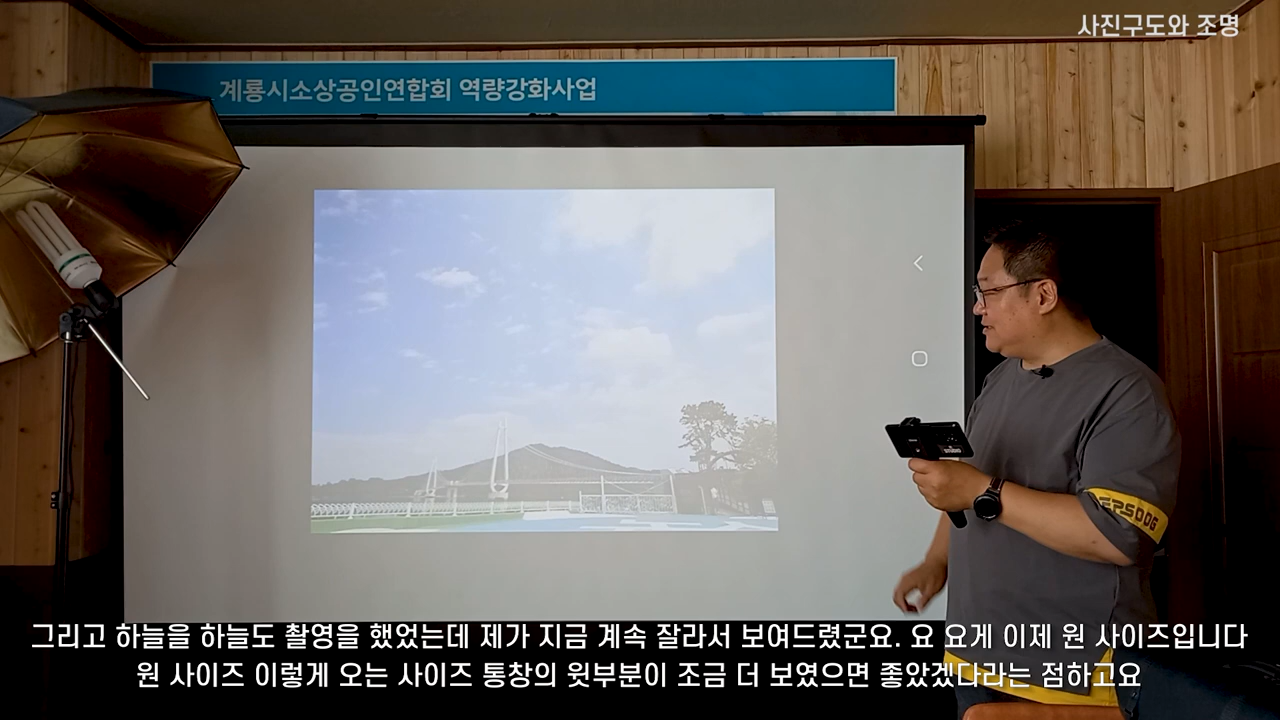 사진구도와 조명
계룡시소상공인연합회 역량강화사업
그리고 하늘을 하늘도 촬영을 했었는데 제가 지금 계속 잘라서 보여드렸군요. 요 요게 이제 원 사이즈입니다
원 사이즈 이렇게 오는 사이즈 통창의 윗부분이 조금 더 보였으면 좋았겠다라는 점하고요